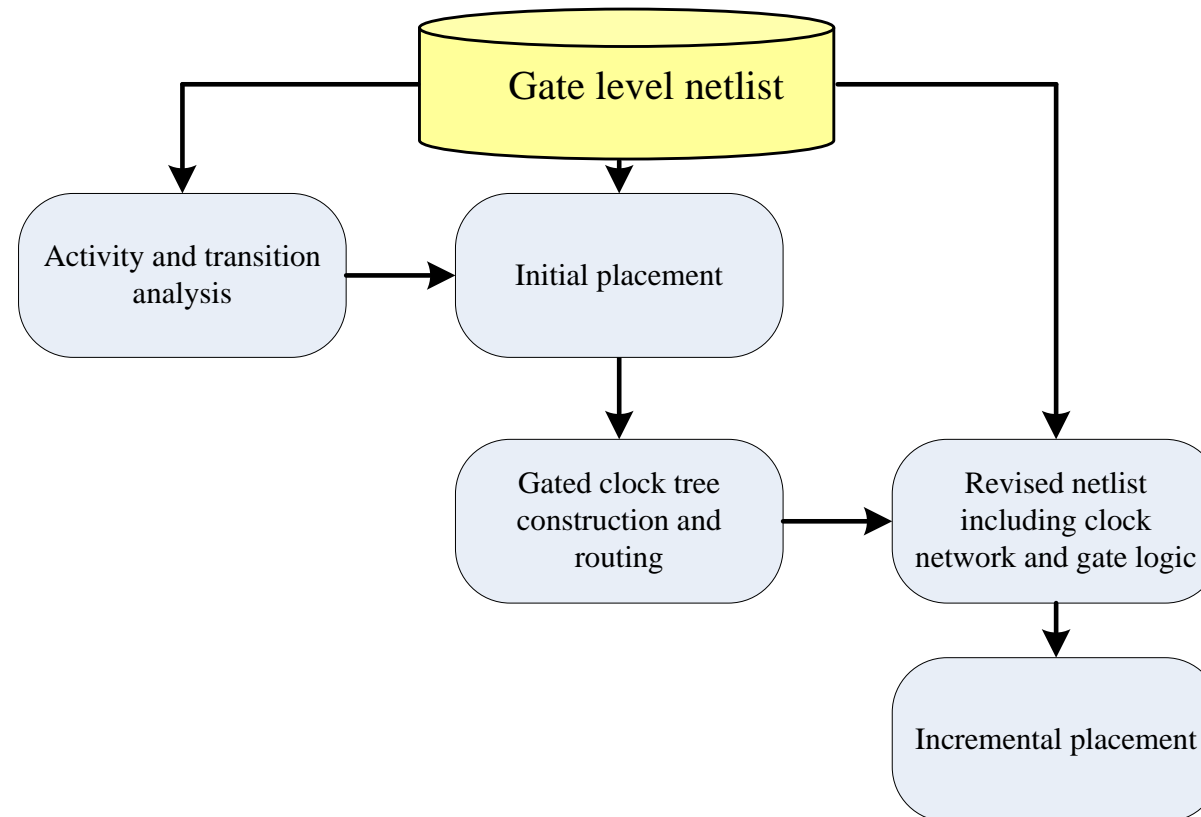 Gate level netlist
Activity and transition
analysis
Initial placement
Gated clock tree
construction and
routing
Revised netlist
including clock
network and gate logic
Incremental placement